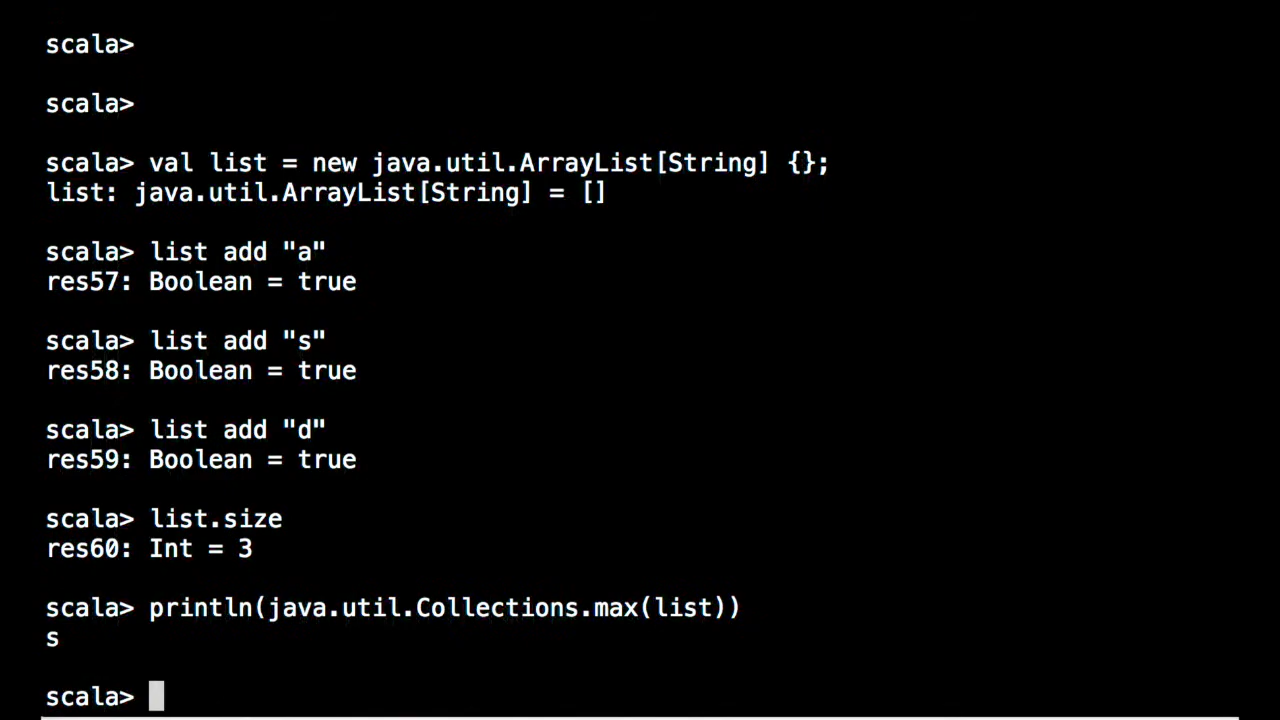 scala>
scala>
scala> val list = new java.util.ArrayList[String] {};
list: java.util.ArrayList[String] = []
scala> list add "a"
res57: Boolean = true
scala> list add "s"
res58: Boolean = true
scala> list add "d"
res59: Boolean = true
scala> list.size
res60: Int = 3
scala> println(java.util.Collections.max(list))
s
scala>